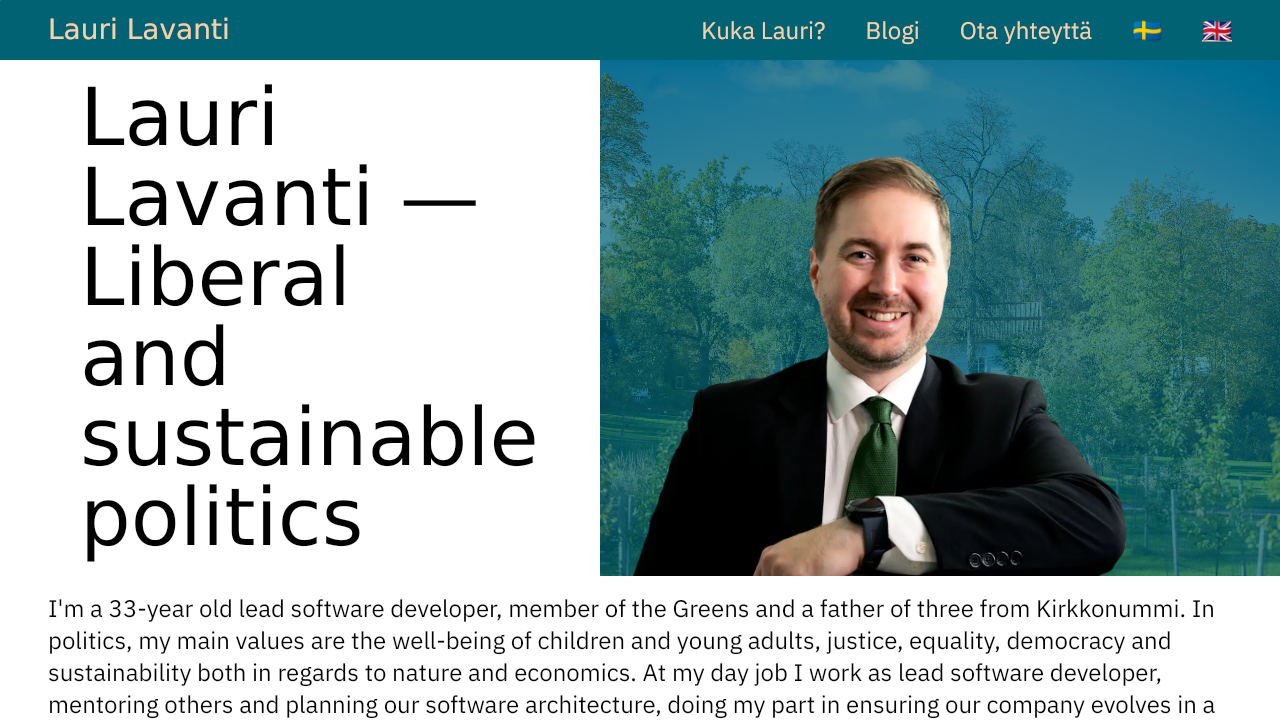 Lauri Lavanti
Kuka Lauri?
Blogi
Ota yhteyttä
Lauri
Lavanti —
Liberal
and
sustainable
politics
I'm a 33-year old lead software developer, member of the Greens and a father of three from Kirkkonummi. In
politics, my main values are the well-being of children and young adults, justice, equality, democracy and
sustainability both in regards to nature and economics. At my day job I work as lead software developer,
mentoring others and planning our software architecture, doing my part in ensuring our company evolves in a